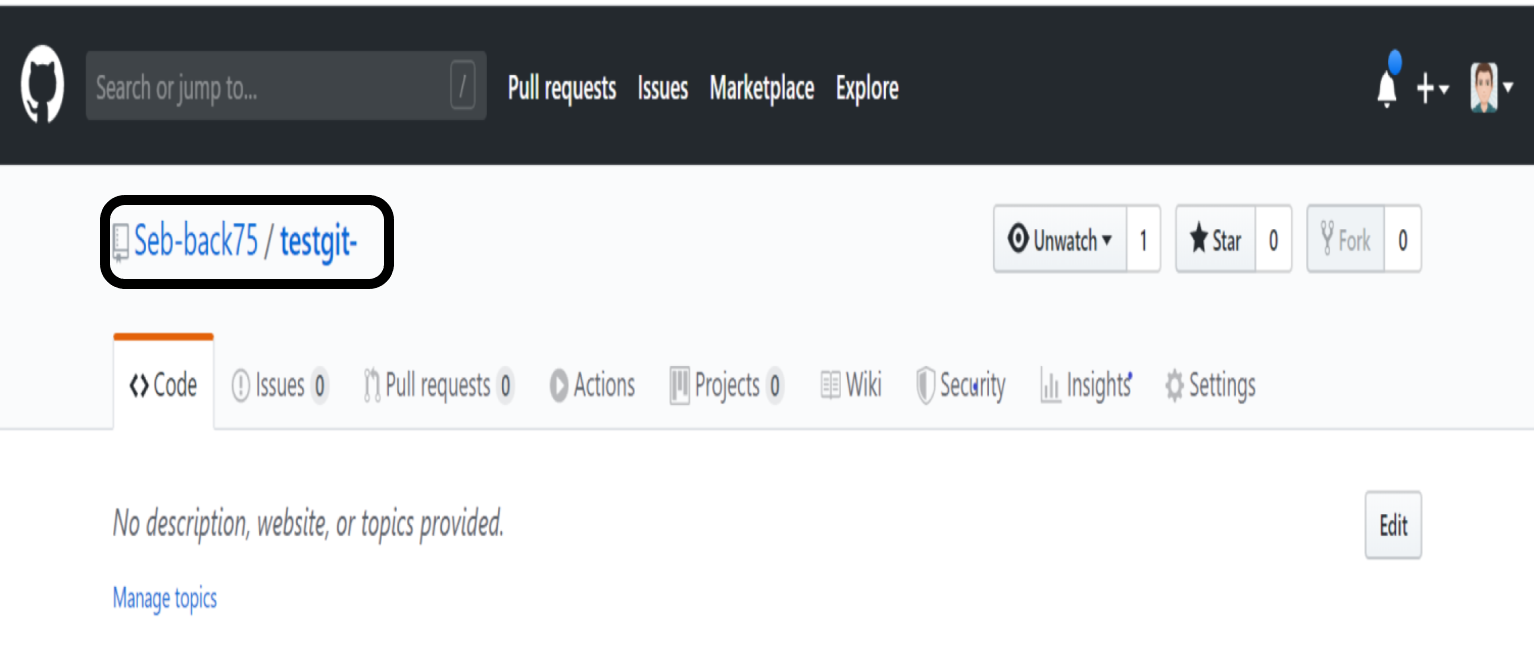 Search or jump to... / Pull requests Issues Marketplace Explore
Seb-back75 / testgit- Unwatch 1 Star 0 Fork 0
Code Issues 0 Pull requests 0 Actions Projects 0 Wiki Security Insights Settings
No description, website, or topics provided. Edit
Manage topics